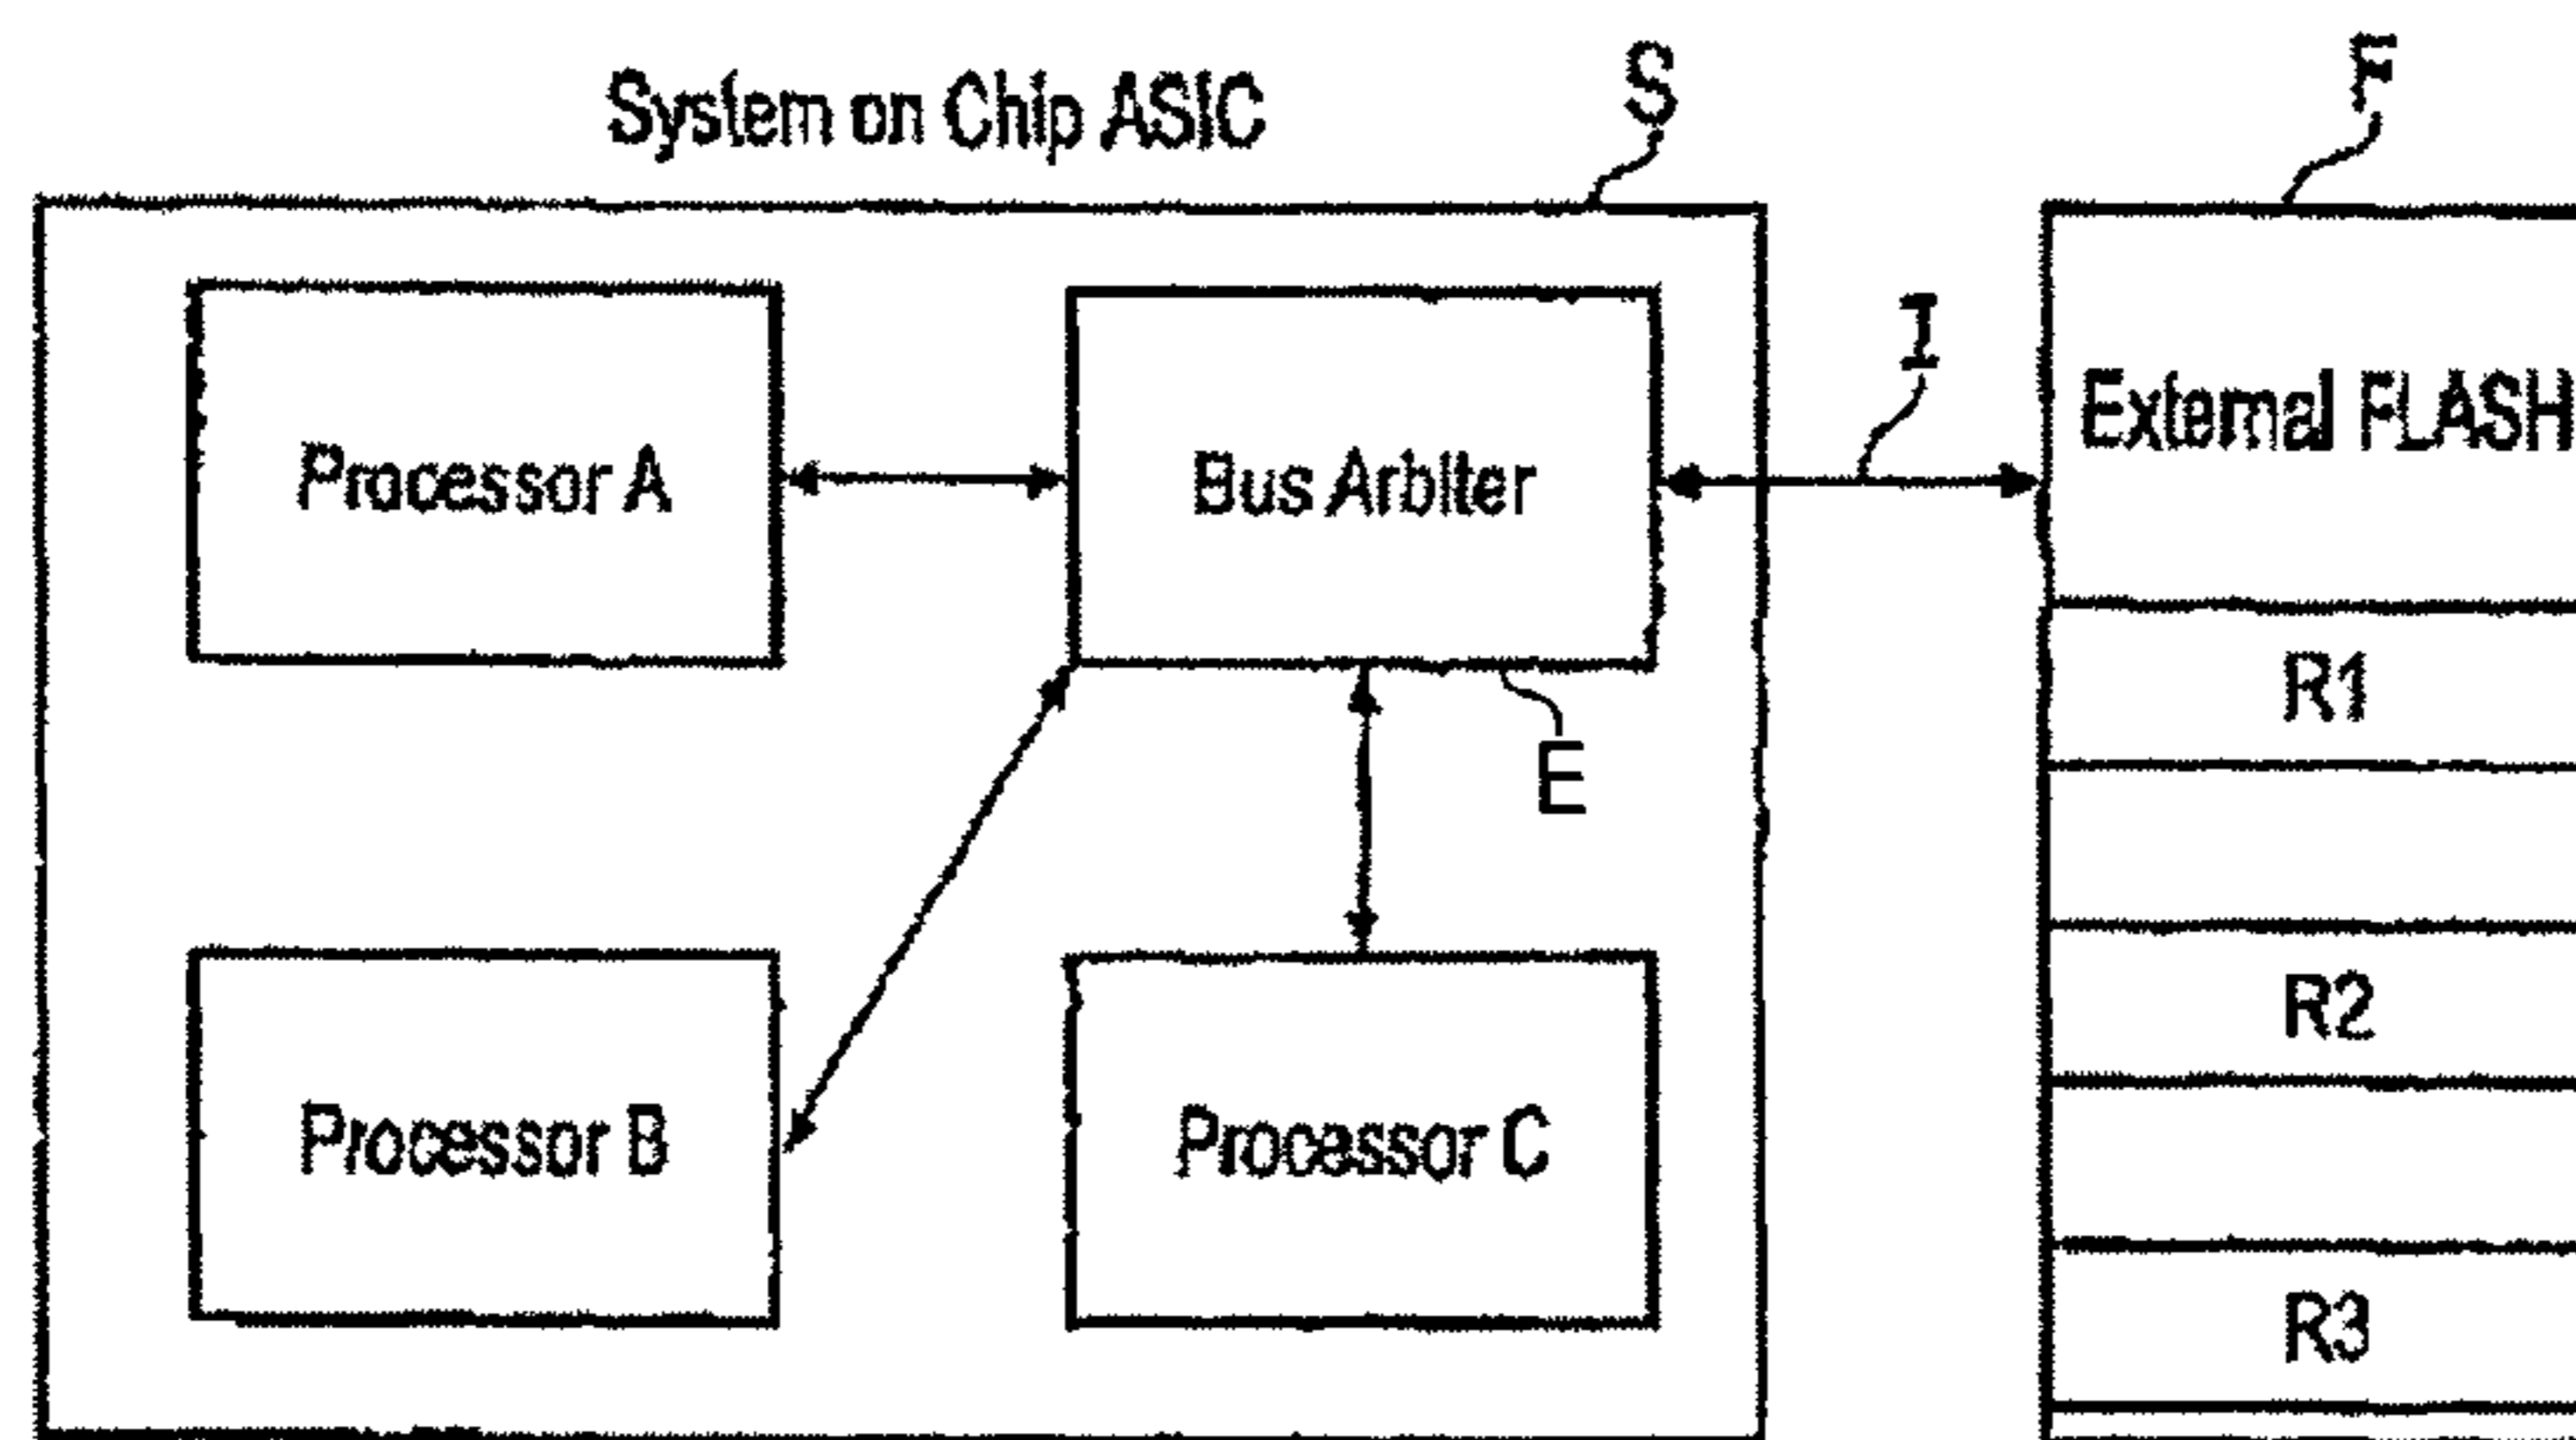 System on Chip ASIC
S
F
Processor A
Bus Arbiter
I
External FLASH
E
R1
R2
Processor B
Processor C
R3